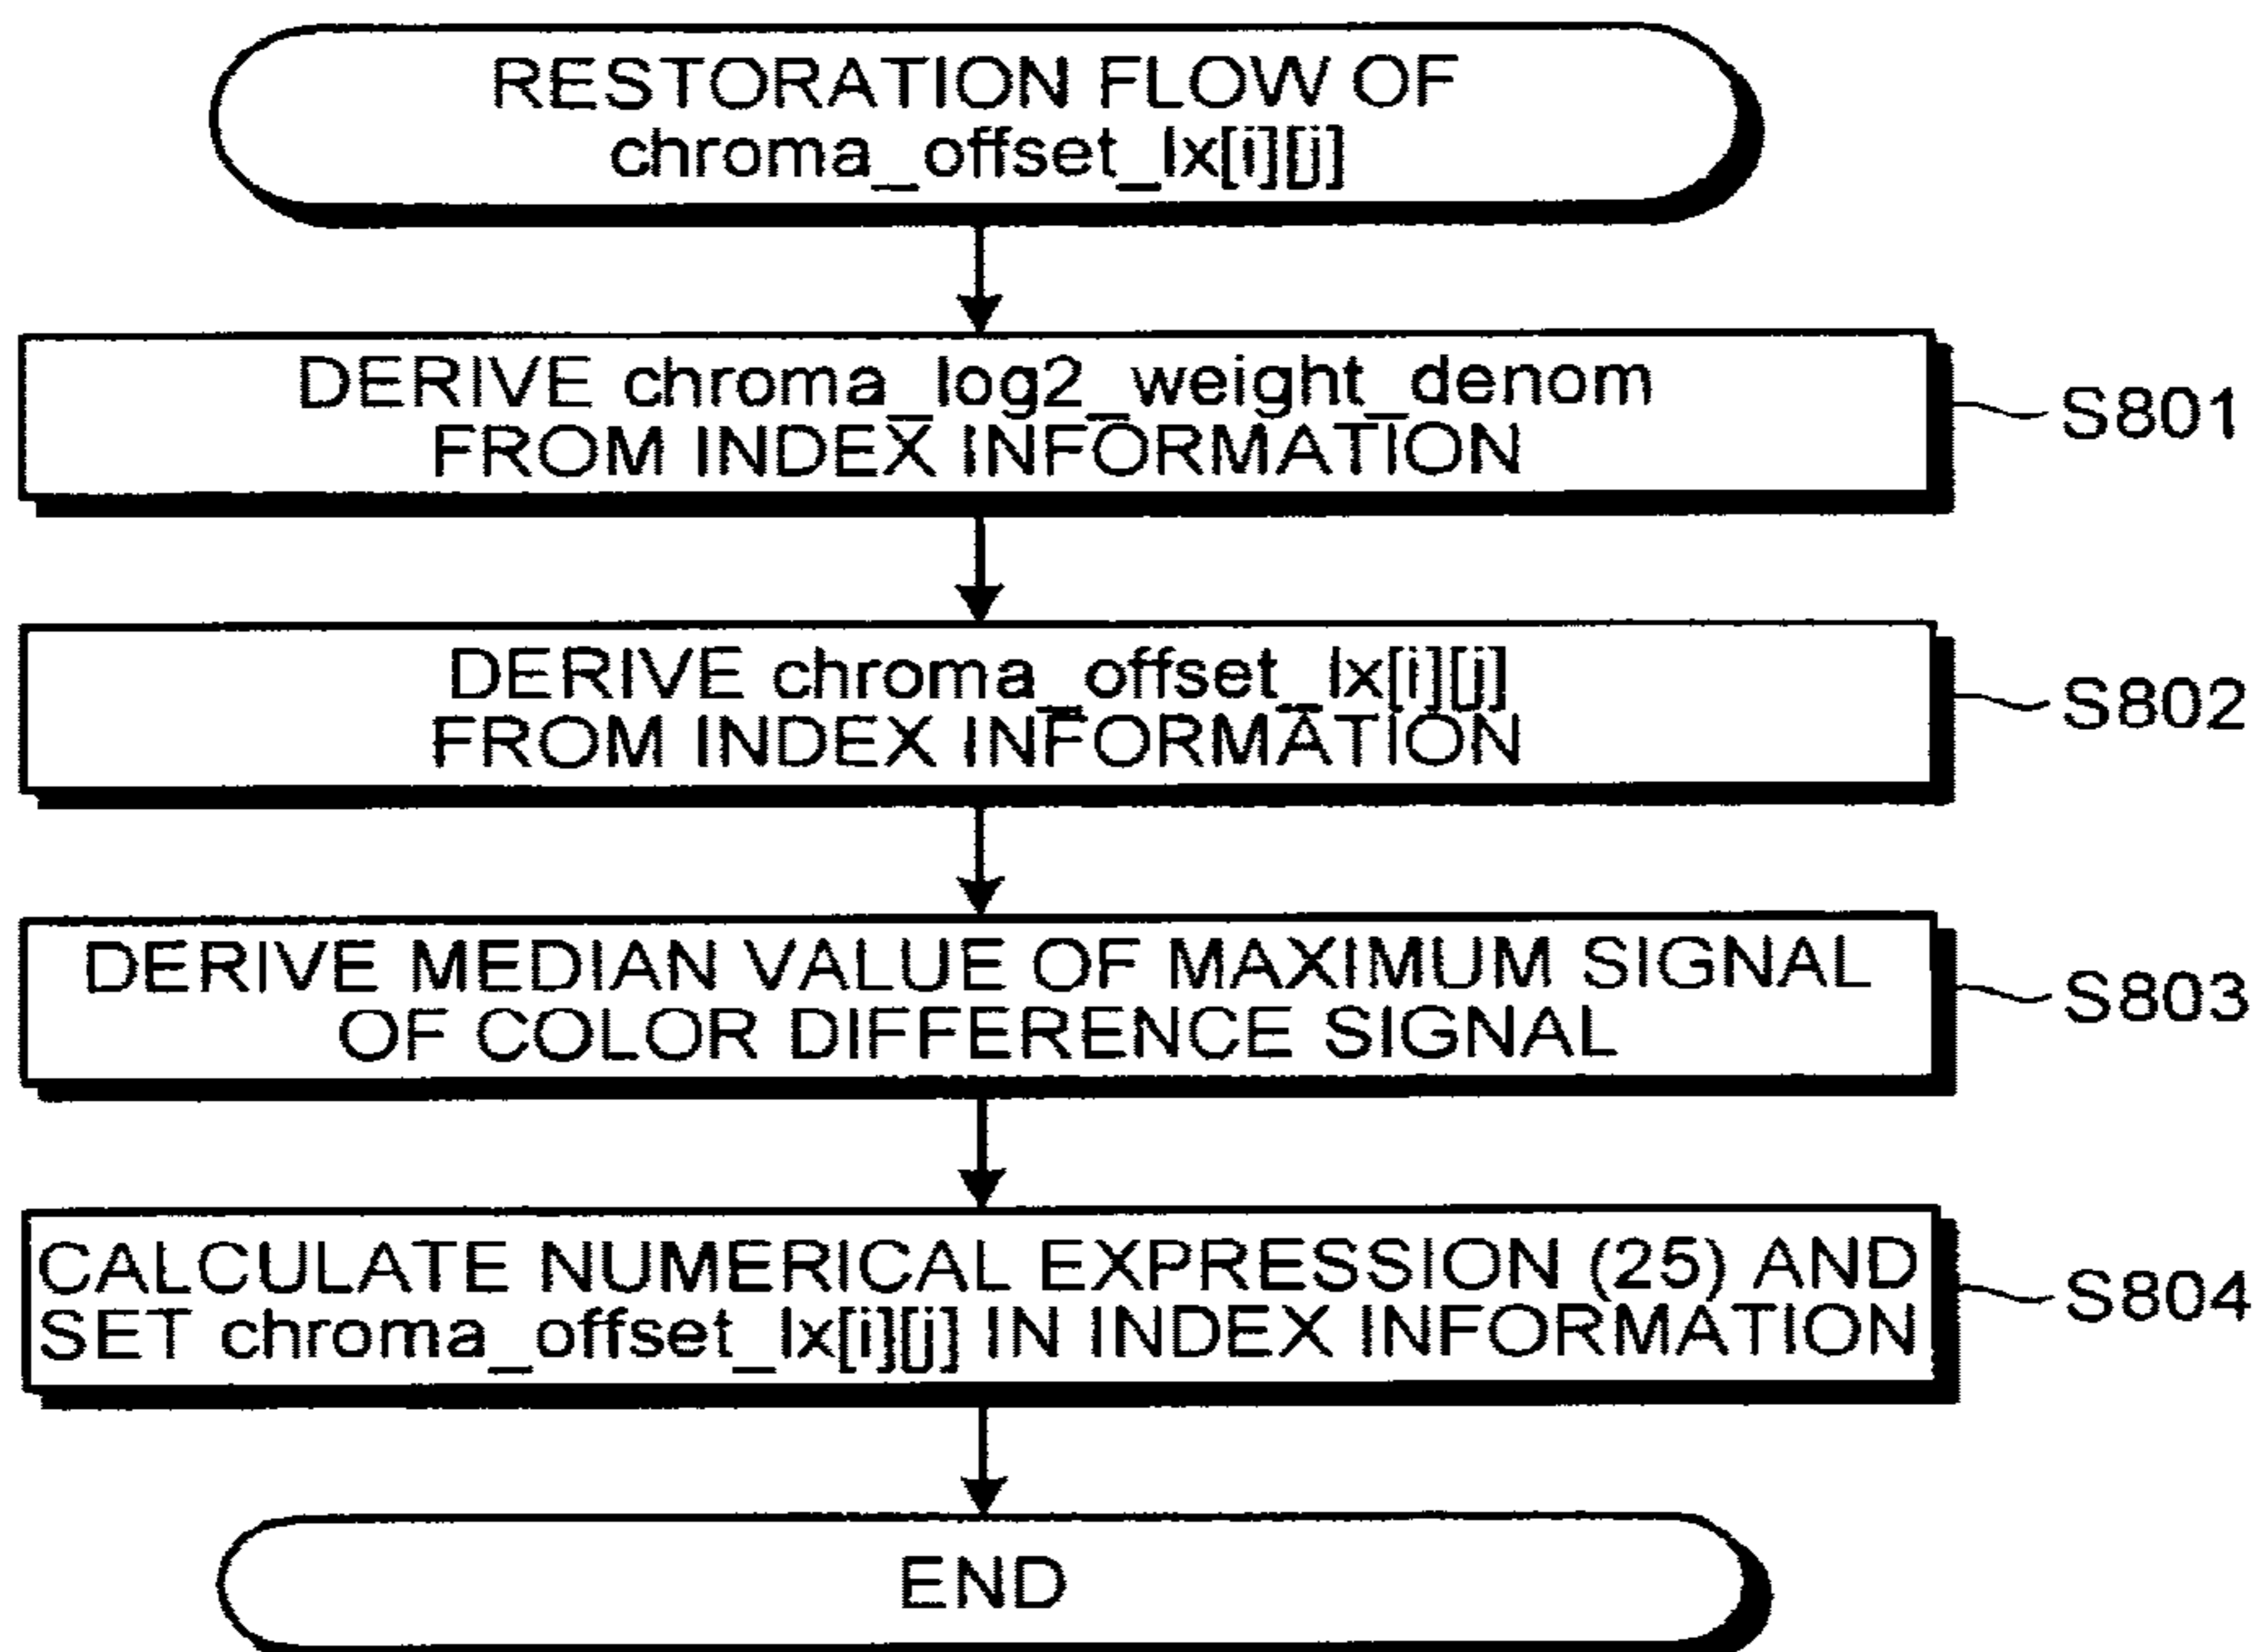 RESTORATION FLOW OF
chroma_offset_lx[i][j]
DERIVE chroma_log2_weight_denom
FROM INDEX INFORMATION
S801
DERIVE chroma_offset_lx[i][j]
FROM INDEX INFORMATION
S802
DERIVE MEDIAN VALUE OF MAXIMUM SIGNAL
OF COLOR DIFFERENCE SIGNAL
S803
CALCULATE NUMERICAL EXPRESSION (25) AND
SET chroma_offset_lx[i][j] IN INDEX INFORMATION
S804
END